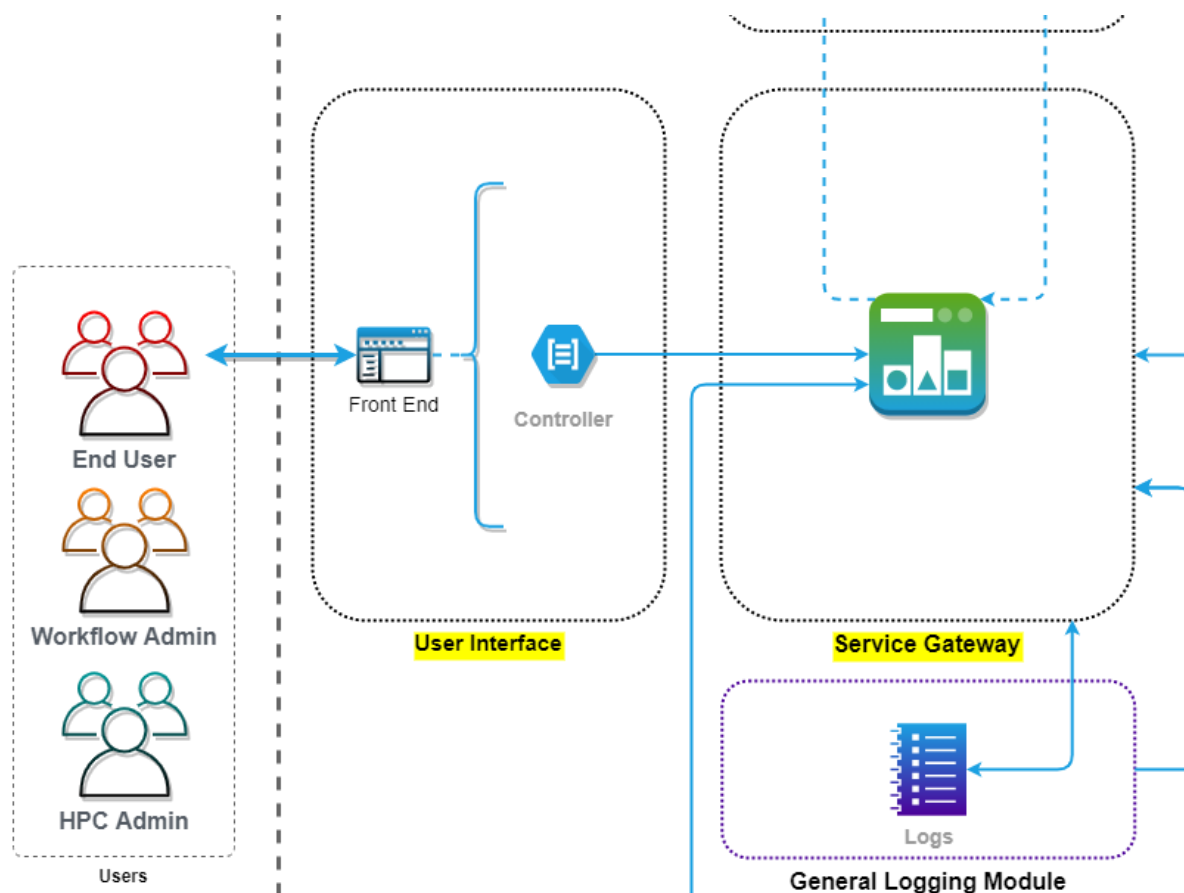 Front End
Controller
End User
Workflow Admin
User Interface
Service Gateway
HPC Admin
Logs
Users
General Logging Module